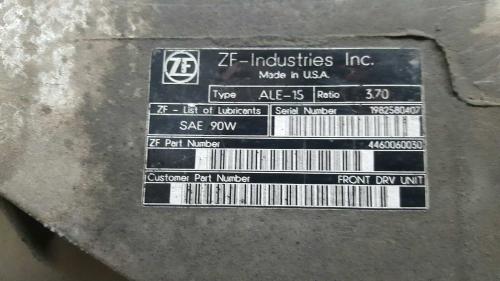 ZF
ZF-Industries Inc.
Made in U.S.A.
Type ALE-15 Ratio 3.70
ZF - List of Lubricants Serial Number 1982580407
SAE 90W
ZF Part Number 4460060030
Customer Part Number FRONT DRV UNIT